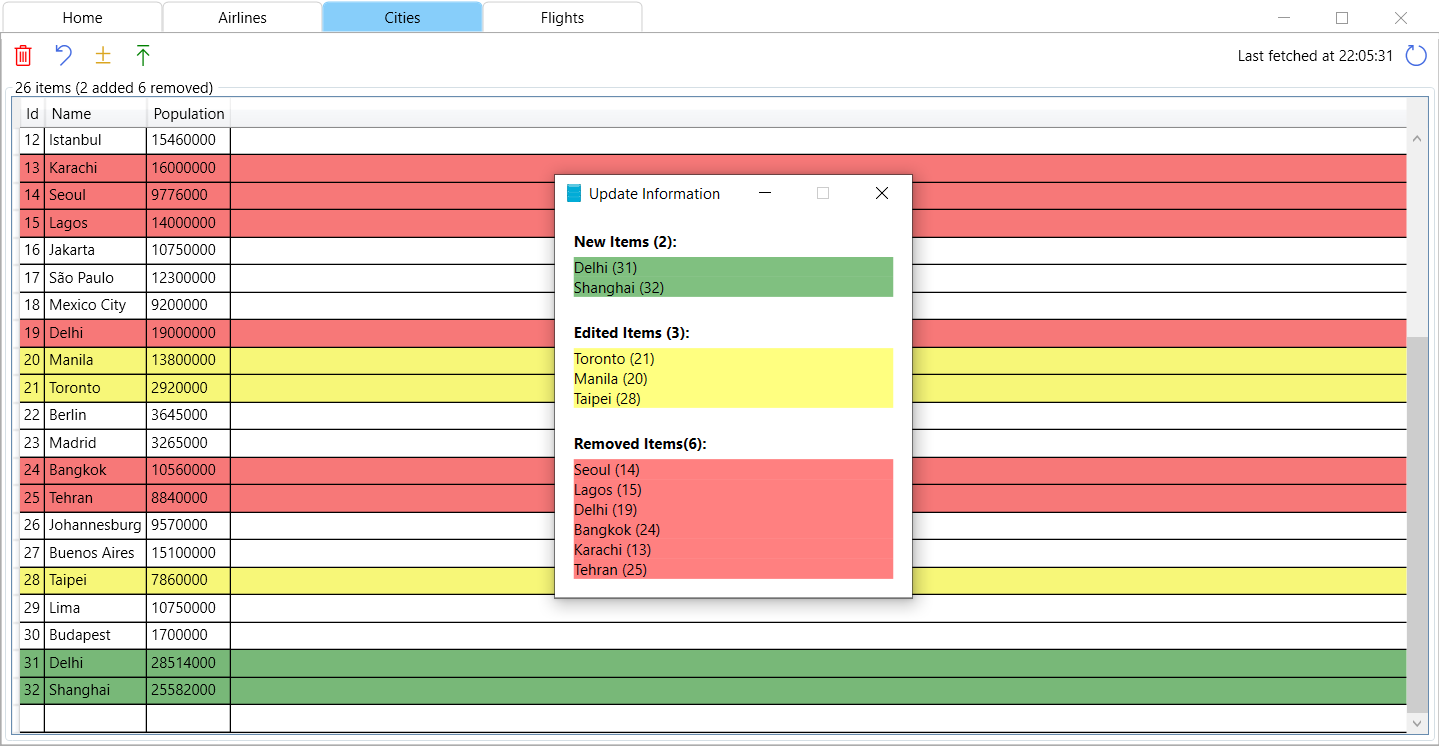 Home Airlines Cities Flights
Last fetched at 22:05:31
26 items (2 added 6 removed)
Id Name Population
12 Istanbul 15460000
13 Karachi 16000000
14 Seoul 9776000
15 Lagos 14000000
16 Jakarta 10750000
17 São Paulo 12300000
18 Mexico City 9200000
19 Delhi 19000000
20 Manila 13800000
21 Toronto 2920000
22 Berlin 3645000
23 Madrid 3265000
24 Bangkok 10560000
25 Tehran 8840000
26 Johannesburg 9570000
27 Buenos Aires 15100000
28 Taipei 7860000
29 Lima 10750000
30 Budapest 1700000
31 Delhi 28514000
32 Shanghai 25582000
Update Information
New Items (2):
Delhi (31)
Shanghai (32)
Edited Items (3):
Toronto (21)
Manila (20)
Taipei (28)
Removed Items(6):
Seoul (14)
Lagos (15)
Delhi (19)
Bangkok (24)
Karachi (13)
Tehran (25)